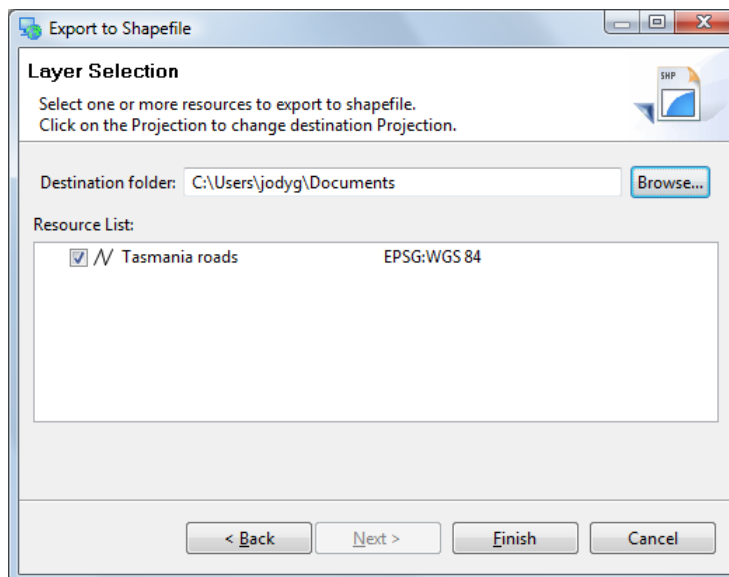 Export to Shapefile
Layer Selection
Select one or more resources to export to shapefile.
Click on the Projection to change destination Projection.
SHP
Destination folder: C:\Users\jodyg\Documents Browse...
Resource List:
Tasmania roads EPSG:WGS 84
< Back Next > Finish Cancel